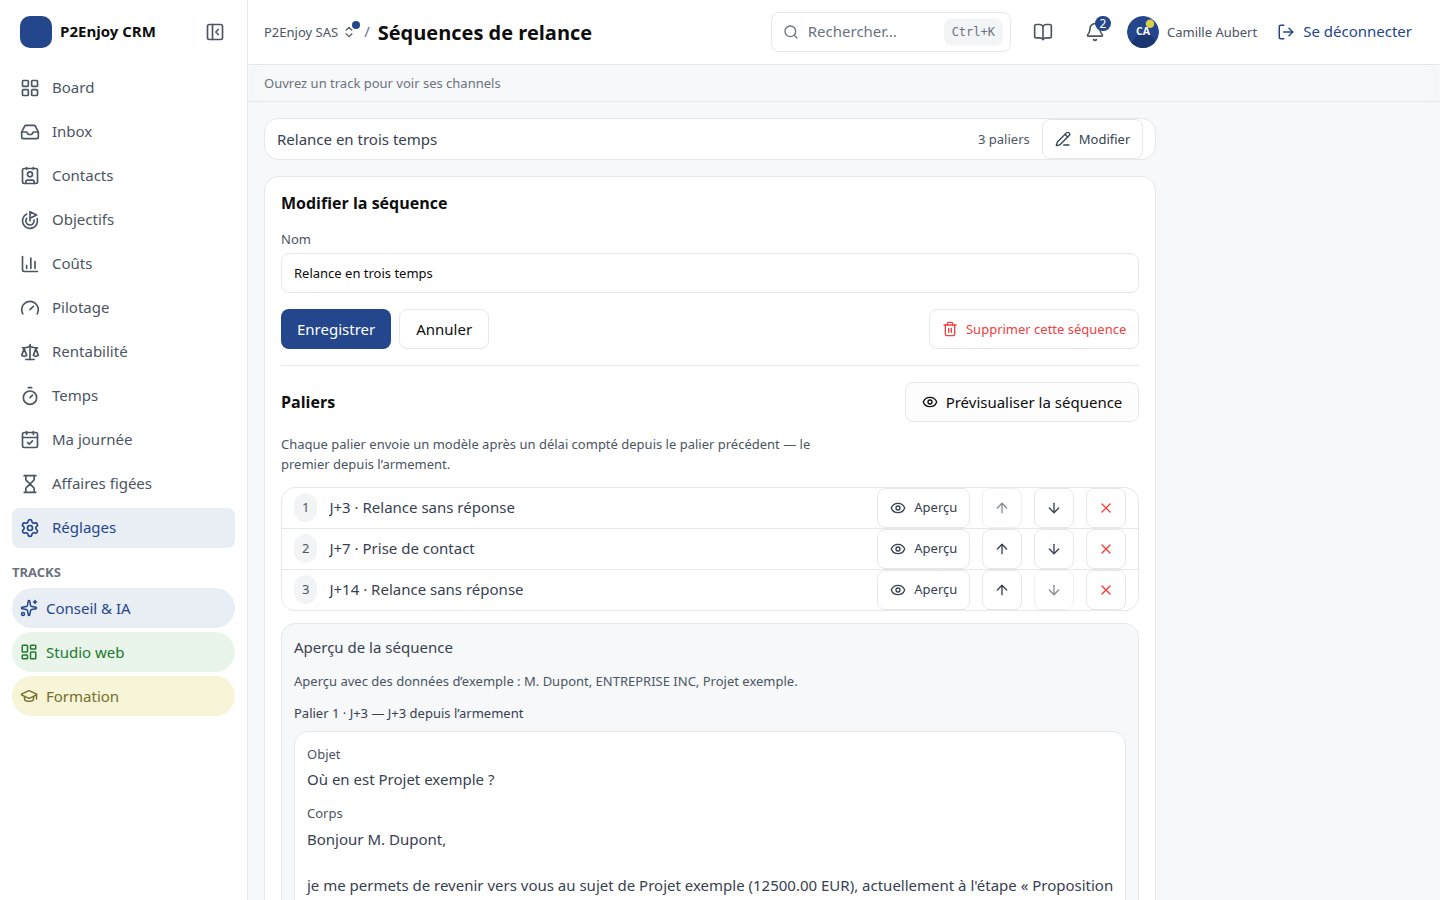 P2Enjoy CRM
Board
Inbox
Contacts
Objectifs
Coûts
Pilotage
Rentabilité
Temps
Ma journée
Affaires figées
Réglages
TRACKS
Conseil & IA
Studio web
Formation
P2Enjoy SAS / Séquences de relance
Rechercher... Ctrl+K
2
CA Camille Aubert
Se déconnecter
Ouvrez un track pour voir ses channels
Relance en trois temps 3 paliers Modifier
Modifier la séquence
Nom
Relance en trois temps
Enregistrer Annuler Supprimer cette séquence
Paliers Prévisualiser la séquence
Chaque palier envoie un modèle après un délai compté depuis le palier précédent — le
premier depuis l’armement.
1 J+3 · Relance sans réponse Aperçu
2 J+7 · Prise de contact Aperçu
3 J+14 · Relance sans réponse Aperçu
Aperçu de la séquence
Aperçu avec des données d’exemple : M. Dupont, ENTREPRISE INC, Projet exemple.
Palier 1 · J+3 — J+3 depuis l’armement
Objet
Où en est Projet exemple ?
Corps
Bonjour M. Dupont,
je me permets de revenir vers vous au sujet de Projet exemple (12500.00 EUR), actuellement à l'étape « Proposition